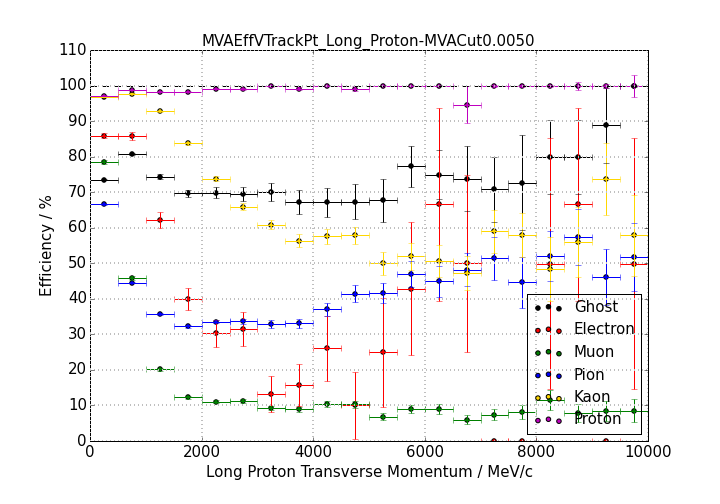 MVAEffVTrackPt_Long_Proton-MVACut0.0050
110
100
90
80
70
60
50
40
30
20
10
0
Efficiency / %
Ghost
Electron
Muon
Pion
Kaon
Proton
0 2000 4000 6000 8000 10000
Long Proton Transverse Momentum / MeV/c